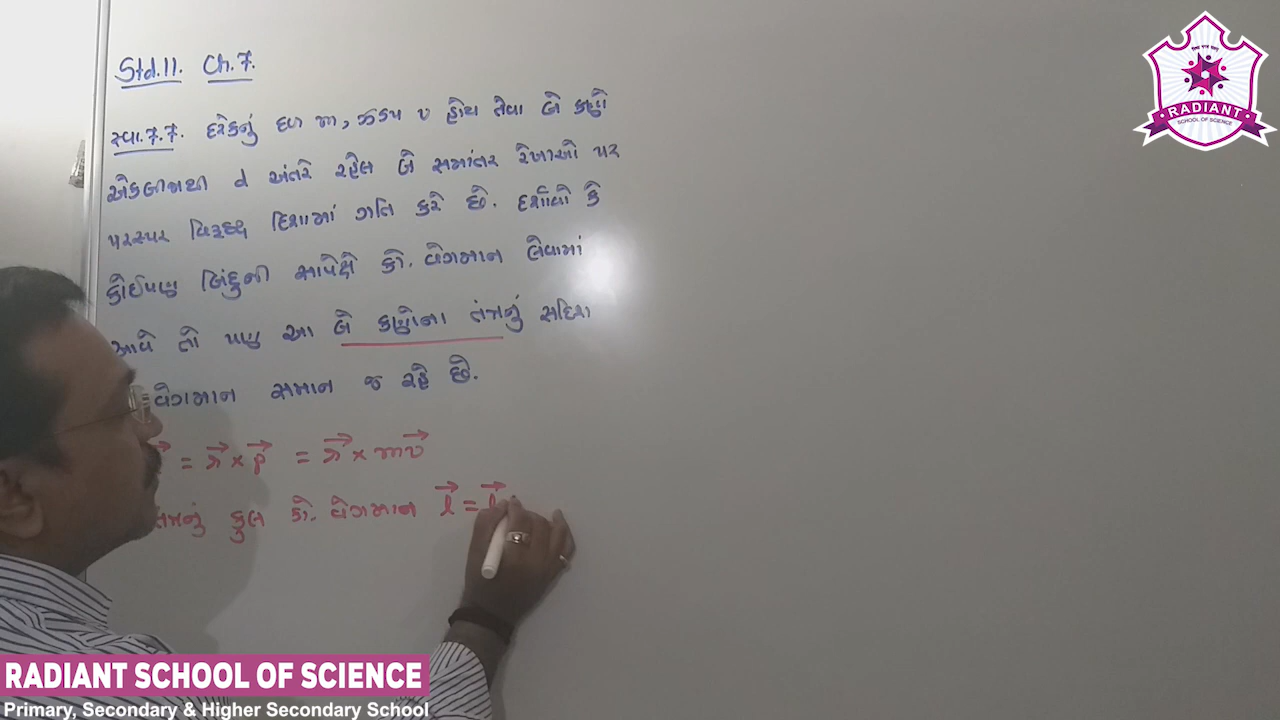 Std.11. Ch.7.
સ્વા.7.7. દરેકનું દળ m, ઝડપ v હોય તેવા બે કણો
એકબીજાથી d અંતરે રહેલ બે સમાંતર રેખાઓ પર
પરસ્પર વિરૂદ્ધ દિશામાં ગતિ કરે છે. દર્શાવો કે
કોઈપણ બિંદુની સાપેક્ષે કો. વેગમાન લેવામાં
આવે તો પણ આ બે કણોના તંત્રનું સદિશ
વેગમાન સમાન જ રહે છે.
= r × p = r × mv
તંત્રનું કુલ કો. વેગમાન l = l
RADIANT
SCHOOL OF SCIENCE
RADIANT SCHOOL OF SCIENCE
Primary, Secondary & Higher Secondary School